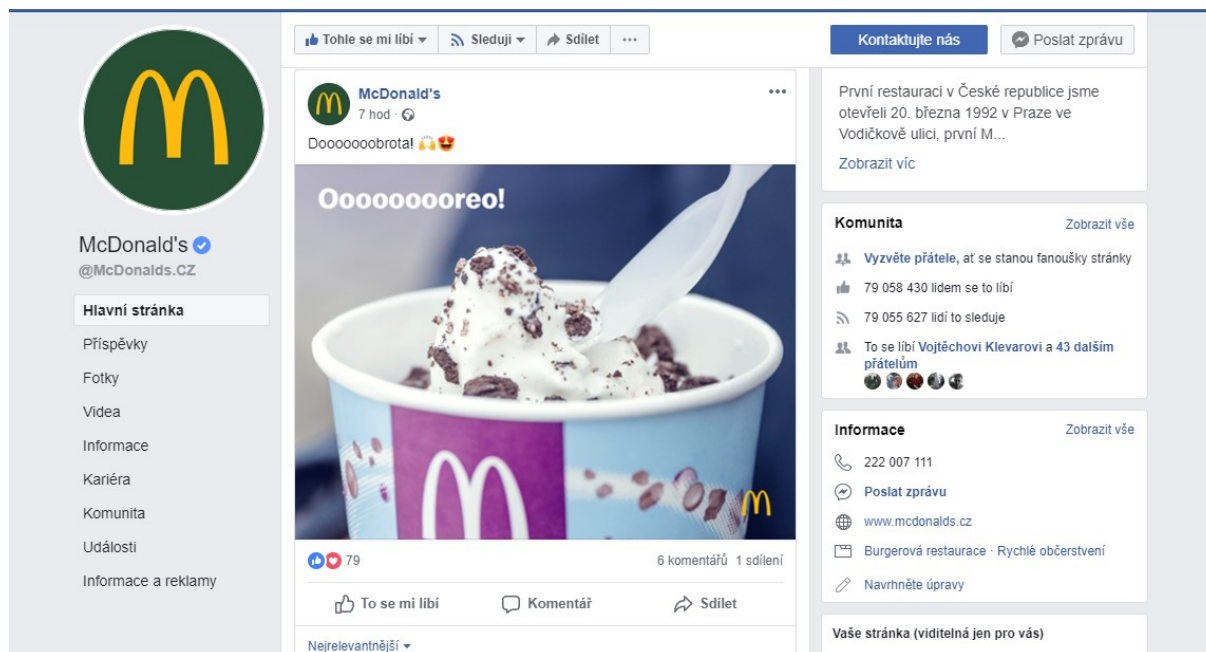 McDonald's
@McDonalds.CZ
Hlavní stránka
Příspěvky
Fotky
Videa
Informace
Kariéra
Komunita
Události
Informace a reklamy
Tohle se mi líbí
Sleduji
Sdílet
Kontaktujte nás
Poslat zprávu
McDonald's
7 hod
Dooooooobrota!
Ooooooooreo!
79
6 komentářů 1 sdílení
To se mi líbí
Komentář
Sdílet
Nejrelevantnější
První restauraci v České republice jsme
otevřeli 20. března 1992 v Praze ve
Vodičkově ulici, první M...
Zobrazit víc
Komunita
Zobrazit vše
Vyzvěte přátele, ať se stanou fanoušky stránky
79 058 430 lidem se to líbí
79 055 627 lidí to sleduje
To se líbí Vojtěchovi Klevarovi a 43 dalším
přátelům
Informace
Zobrazit vše
222 007 111
Poslat zprávu
www.mcdonalds.cz
Burgerová restaurace · Rychlé občerstvení
Navrhněte úpravy
Vaše stránka (viditelná jen pro vás)